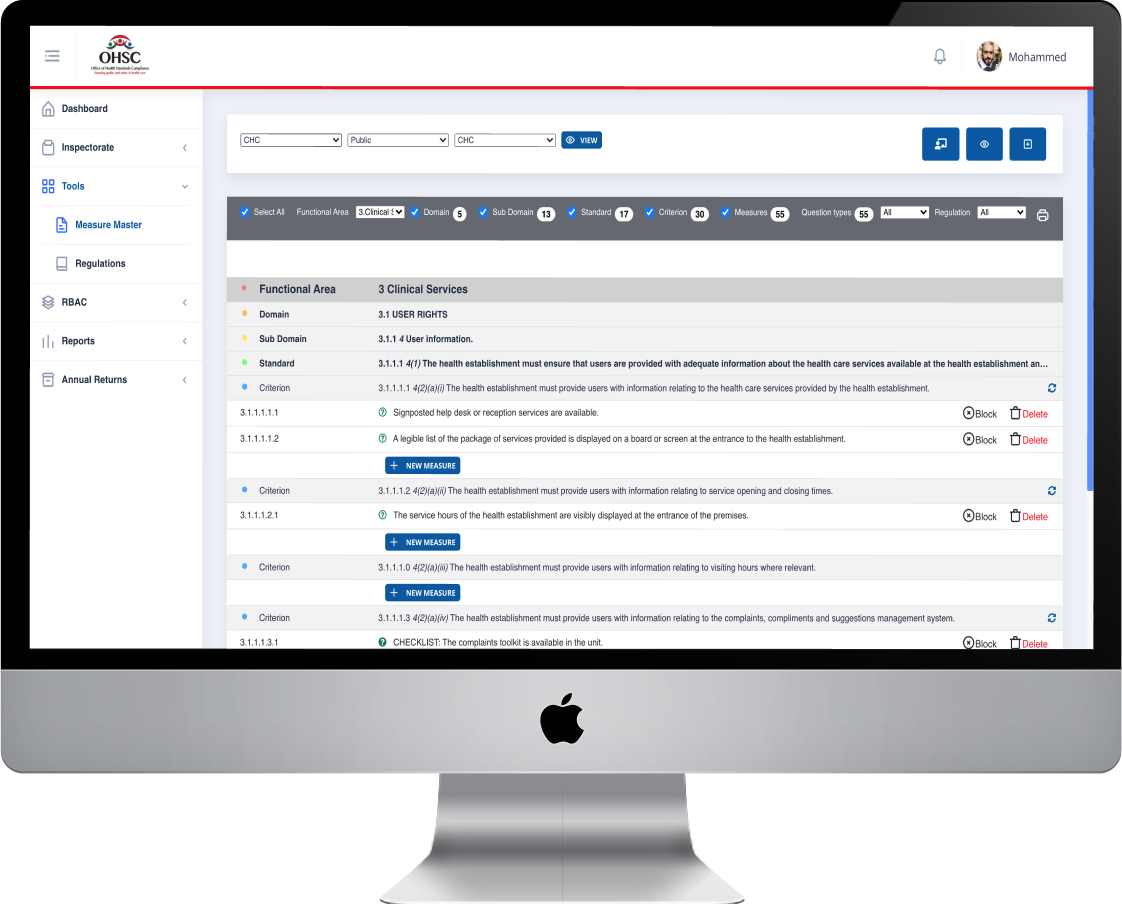 OHSC
Office of Health Standards Compliance
Ensuring quality and safety in health care
Mohammed
Dashboard
Inspectorate
Tools
Measure Master
Regulations
RBAC
Reports
Annual Returns
CHC Public CHC VIEW
Select All Functional Area 3.Clinical S Domain 5 Sub Domain 13 Standard 17 Criterion 30 Measures 55 Question types 55 All Regulation All
Functional Area 3 Clinical Services
Domain 3.1 USER RIGHTS
Sub Domain 3.1.1 4 User information.
Standard 3.1.1.1 4(1) The health establishment must ensure that users are provided with adequate information about the health care services available at the health establishment an...
Criterion 3.1.1.1.1 4(2)(a)(i) The health establishment must provide users with information relating to the health care services provided by the health establishment.
3.1.1.1.1.1 Signposted help desk or reception services are available. Block Delete
3.1.1.1.1.2 A legible list of the package of services provided is displayed on a board or screen at the entrance to the health establishment. Block Delete
+ NEW MEASURE
Criterion 3.1.1.1.2 4(2)(a)(ii) The health establishment must provide users with information relating to service opening and closing times.
3.1.1.1.2.1 The service hours of the health establishment are visibly displayed at the entrance of the premises. Block Delete
+ NEW MEASURE
Criterion 3.1.1.1.0 4(2)(a)(iii) The health establishment must provide users with information relating to visiting hours where relevant.
+ NEW MEASURE
Criterion 3.1.1.1.3 4(2)(a)(iv) The health establishment must provide users with information relating to the complaints, compliments and suggestions management system.
3.1.1.1.3.1 CHECKLIST: The complaints toolkit is available in the unit. Block Delete